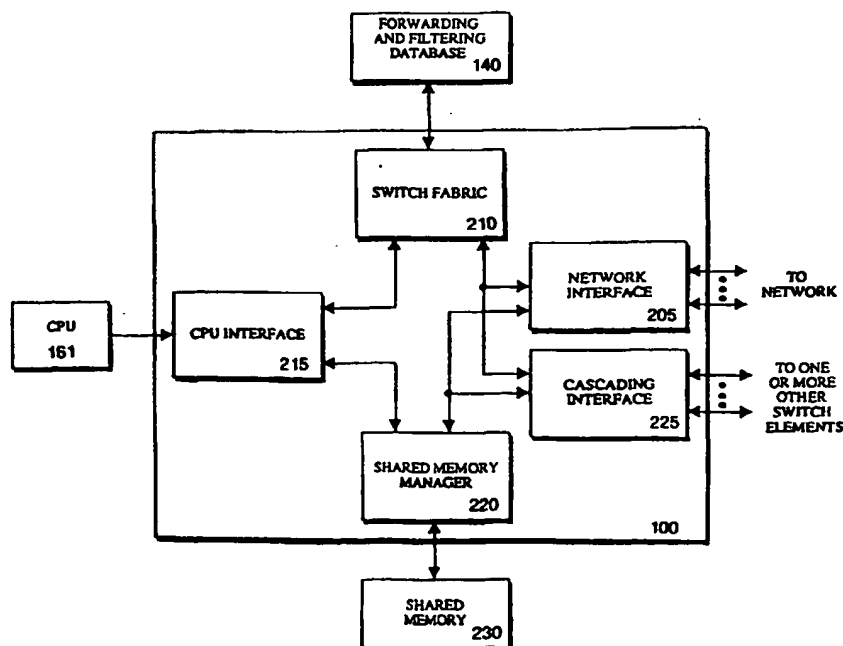 FORWARDING
AND FILTERING
DATABASE
140
SWITCH FABRIC
210
NETWORK
INTERFACE
205
TO
NETWORK
CPU
161
CPU INTERFACE
215
CASCADING
INTERFACE
225
TO ONE
OR MORE
OTHER
SWITCH
ELEMENTS
SHARED MEMORY
MANAGER
220
100
SHARED
MEMORY
230